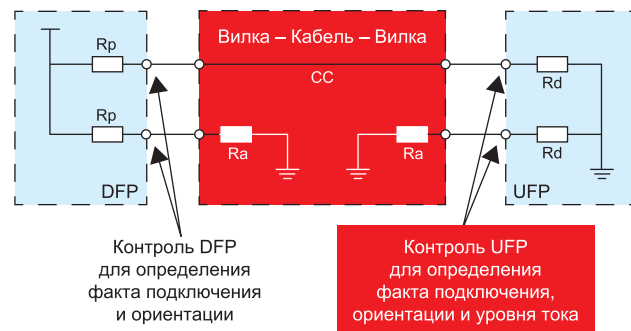 Вилка – Кабель – Вилка
Rp
CC
Rd
Rp
Ra
Ra
Rd
DFP
UFP
Контроль DFP
для определения
факта подключения
и ориентации
Контроль UFP
для определения
факта подключения,
ориентации и уровня тока